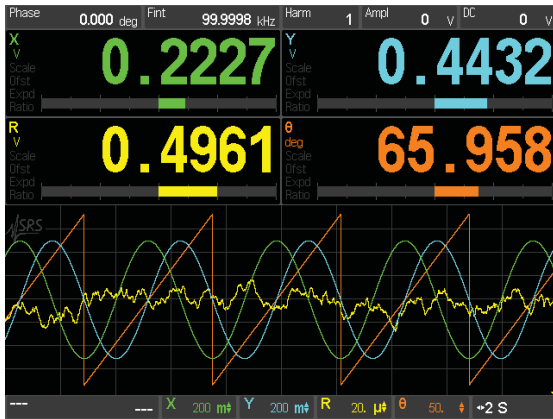 Phase 0.000 deg Fint 99.9998 kHz Harm 1 Ampl 0 V DC 0 V
X V 0.2227
Scale
Ofst
Expd
Ratio
Y V 0.4432
Scale
Ofst
Expd
Ratio
R V 0.4961
Scale
Ofst
Expd
Ratio
θ deg 65.958
Scale
Ofst
Expd
Ratio
SRS
--- --- X 200 m Y 200 m R 20. µ θ 50. 2 S